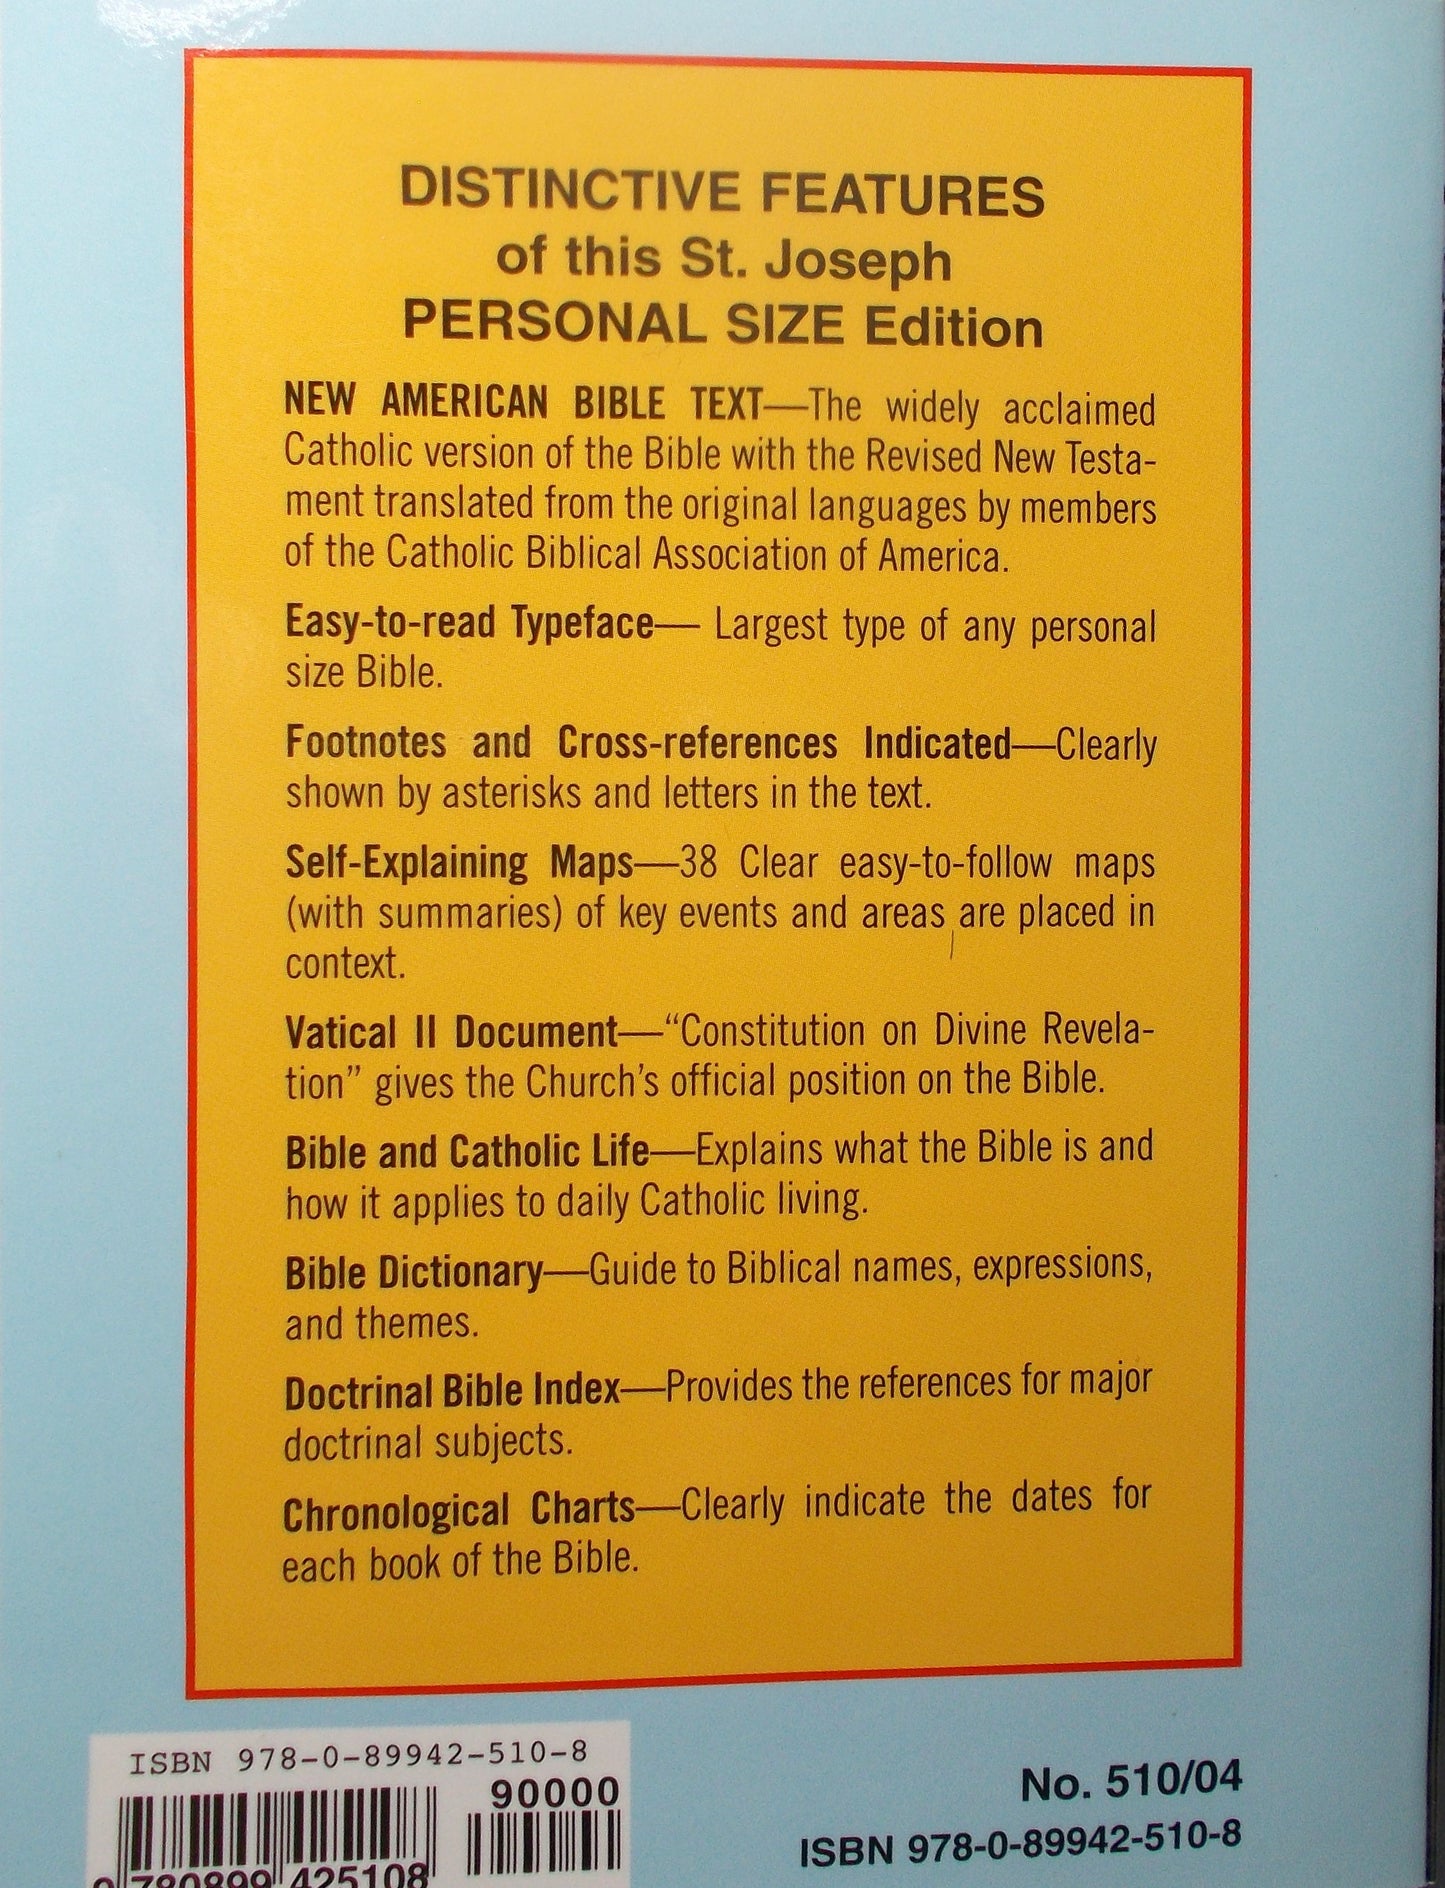 DISTINCTIVE FEATURES
of this St. Joseph
PERSONAL SIZE Edition
NEW AMERICAN BIBLE TEXT—The widely acclaimed
Catholic version of the Bible with the Revised New Testa-
ment translated from the original languages by members
of the Catholic Biblical Association of America.
Easy-to-read Typeface— Largest type of any personal
size Bible.
Footnotes and Cross-references Indicated—Clearly
shown by asterisks and letters in the text.
Self-Explaining Maps—38 Clear easy-to-follow maps
(with summaries) of key events and areas are placed in
context.
Vatical II Document—“Constitution on Divine Revela-
tion” gives the Church’s official position on the Bible.
Bible and Catholic Life—Explains what the Bible is and
how it applies to daily Catholic living.
Bible Dictionary—Guide to Biblical names, expressions,
and themes.
Doctrinal Bible Index—Provides the references for major
doctrinal subjects.
Chronological Charts—Clearly indicate the dates for
each book of the Bible.
ISBN 978-0-89942-510-8
90000
9 780899 425108
No. 510/04
ISBN 978-0-89942-510-8